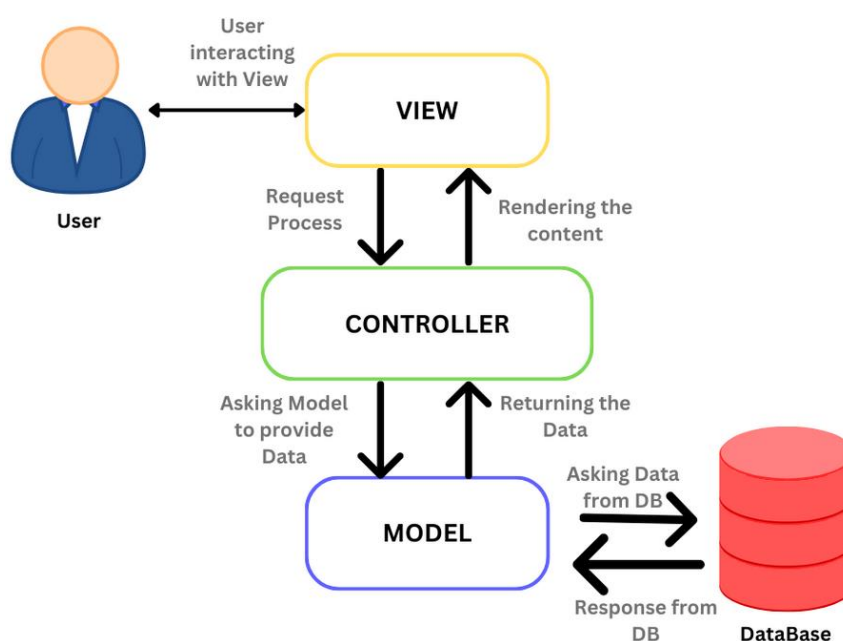 User
interacting
with View
VIEW
User
Request
Process
Rendering the
content
CONTROLLER
Asking Model
to provide
Data
Returning the
Data
MODEL
Asking Data
from DB
Response from
DB
DataBase